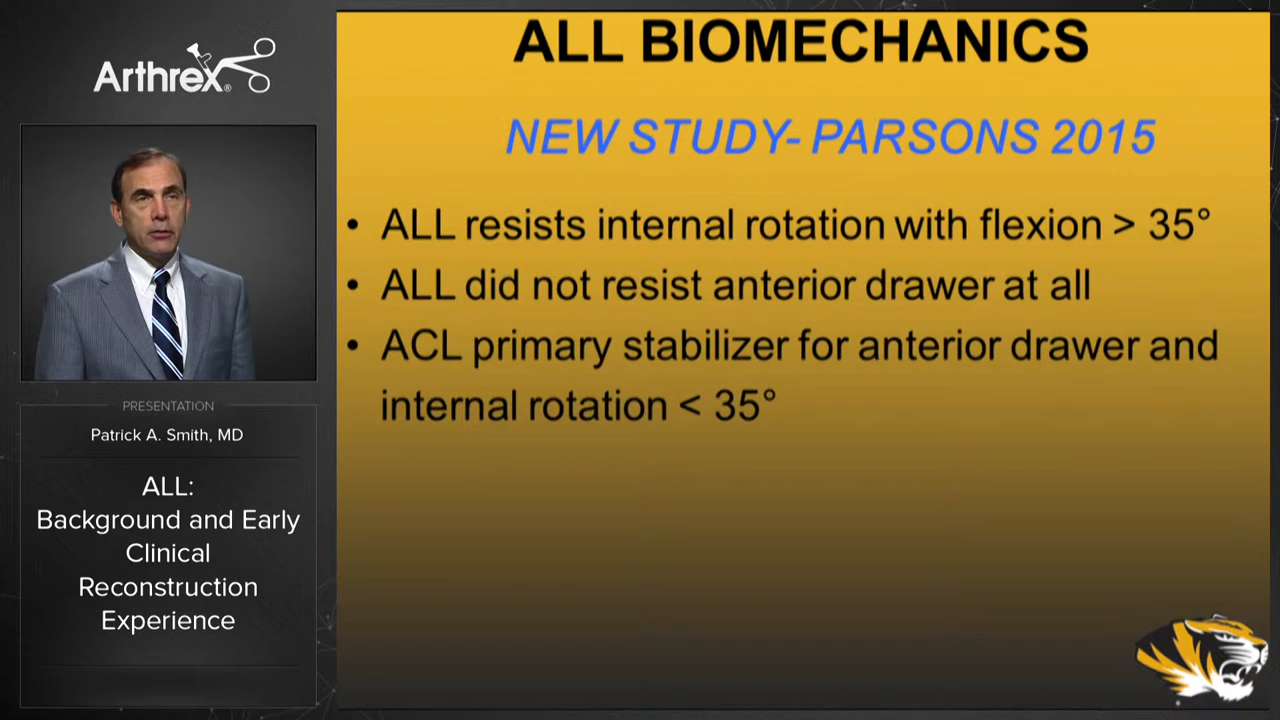 Arthrex®
PRESENTATION
Patrick A. Smith, MD
ALL:
Background and Early
Clinical
Reconstruction
Experience
ALL BIOMECHANICS
NEW STUDY- PARSONS 2015
• ALL resists internal rotation with flexion > 35°
• ALL did not resist anterior drawer at all
• ACL primary stabilizer for anterior drawer and
internal rotation < 35°